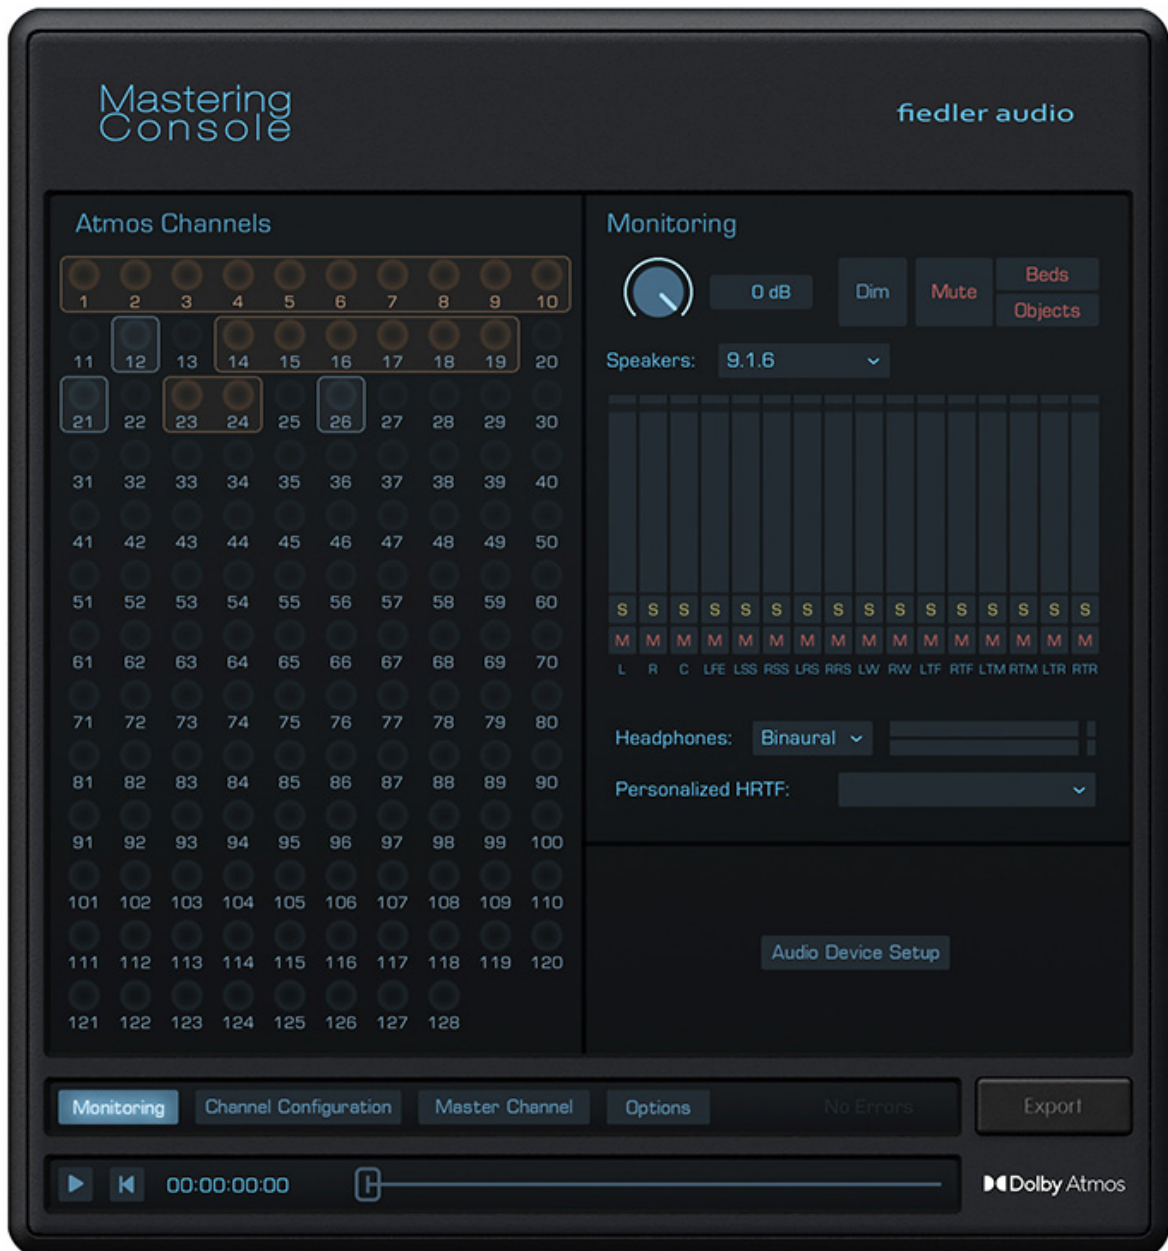 Mastering
Console
fiedler audio
Atmos Channels
1 2 3 4 5 6 7 8 9 10
11 12 13 14 15 16 17 18 19 20
21 22 23 24 25 26 27 28 29 30
31 32 33 34 35 36 37 38 39 40
41 42 43 44 45 46 47 48 49 50
51 52 53 54 55 56 57 58 59 60
61 62 63 64 65 66 67 68 69 70
71 72 73 74 75 76 77 78 79 80
81 82 83 84 85 86 87 88 89 90
91 92 93 94 95 96 97 98 99 100
101 102 103 104 105 106 107 108 109 110
111 112 113 114 115 116 117 118 119 120
121 122 123 124 125 126 127 128
Monitoring
0 dB Dim Mute Beds
Objects
Speakers: 9.1.6
S S S S S S S S S S S S S S S S
M M M M M M M M M M M M M M M M
L R C LFE LSS RSS LRS RRS LW RW LTF RTF LTM RTM LTR RTR
Headphones: Binaural
Personalized HRTF:
Audio Device Setup
Monitoring Channel Configuration Master Channel Options No Errors Export
00:00:00:00
Dolby Atmos